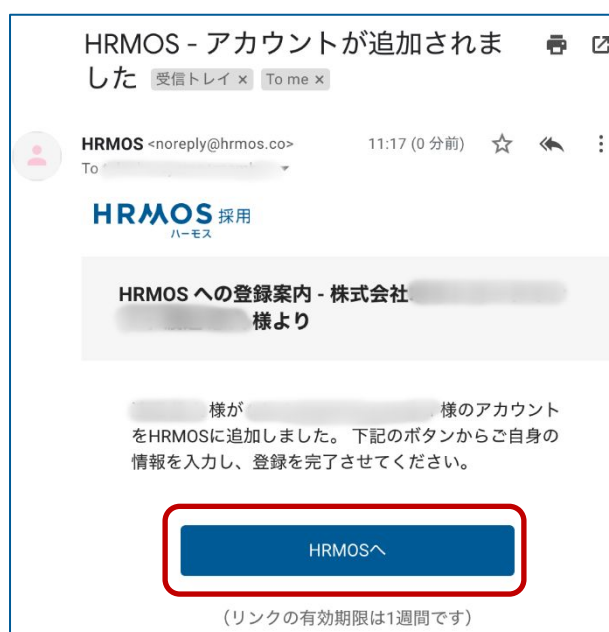 HRMOS - アカウントが追加されま
した 受信トレイ × To me ×
HRMOS <noreply@hrmos.co> 11:17 (0 分前)
To
HRMOS 採用
ハーモス
HRMOS への登録案内 - 株式会社
様より
様が 様のアカウント
をHRMOSに追加しました。 下記のボタンからご自身の
情報を入力し、登録を完了させてください。
HRMOSへ
(リンクの有効期限は1週間です)